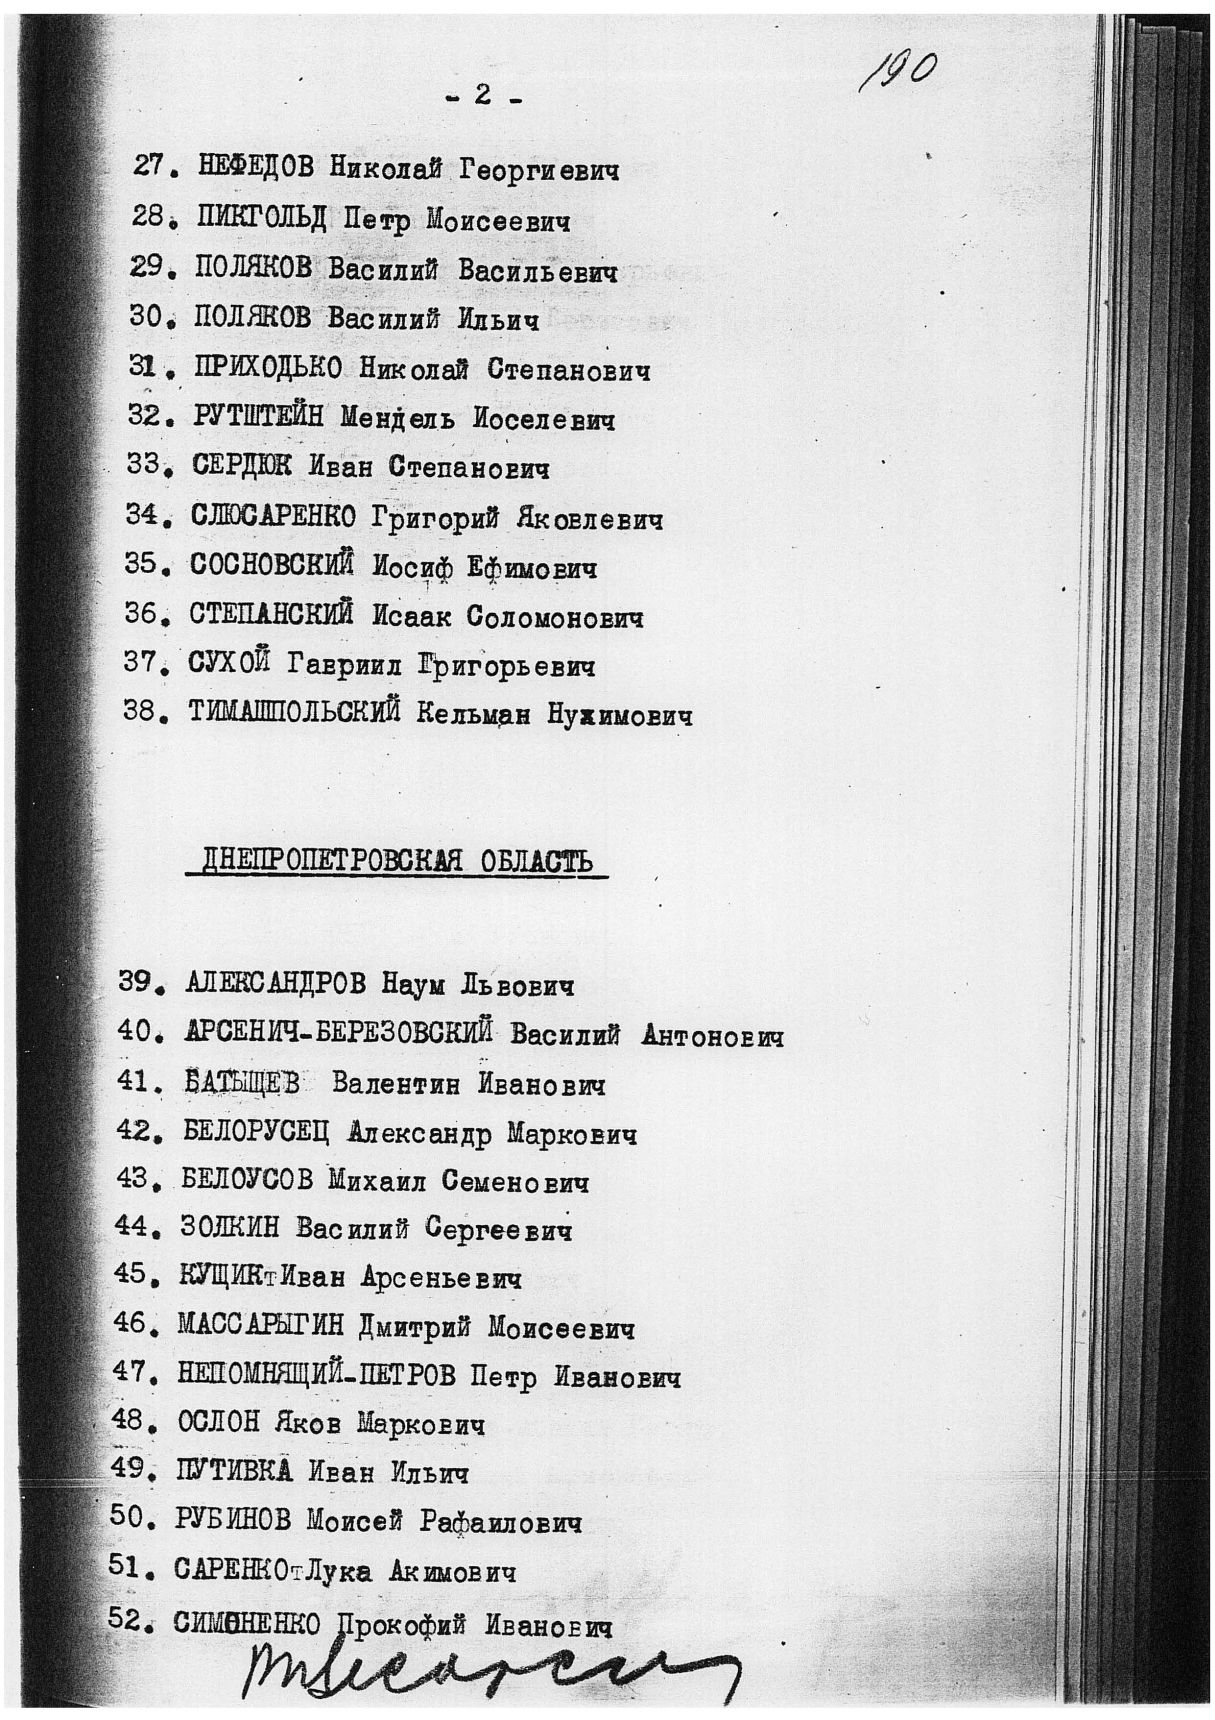 190
- 2 -
27. НЕФЕДОВ Николай Георгиевич
28. ПИКГОЛЬД Петр Моисеевич
29. ПОЛЯКОВ Василий Васильевич
30. ПОЛЯКОВ Василий Ильич
31. ПРИХОДЬКО Николай Степанович
32. РУТШТЕЙН Мендель Иоселевич
33. СЕРДЮК Иван Степанович
34. СЛЮСАРЕНКО Григорий Яковлевич
35. СОСНОВСКИЙ Иосиф Ефимович
36. СТЕПАНСКИЙ Исаак Соломонович
37. СУХОЙ Гавриил Григорьевич
38. ТИМАШПОЛЬСКИЙ Кельман Нухимович
ДНЕПРОПЕТРОВСКАЯ ОБЛАСТЬ
39. АЛЕКСАНДРОВ Наум Львович
40. АРСЕНИЧ-БЕРЕЗОВСКИЙ Василий Антонович
41. БАТЫЩЕВ Валентин Иванович
42. БЕЛОРУСЕЦ Александр Маркович
43. БЕЛОУСОВ Михаил Семенович
44. ЗОЛКИН Василий Сергеевич
45. КУЩИКтИван Арсеньевич
46. МАССАРЫГИН Дмитрий Моисеевич
47. НЕПОМНЯЩИЙ-ПЕТРОВ Петр Иванович
48. ОСЛОН Яков Маркович
49. ПУТИВКА Иван Ильич
50. РУБИНОВ Моисей Рафаилович
51. САРЕНКОтЛука Акимович
52. СИМОНЕНКО Прокофий Иванович